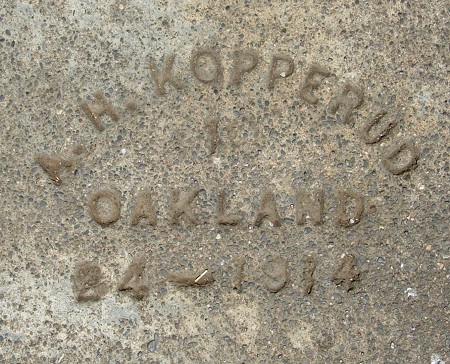 A. H. KOPPERUD
1
OAKLAND
24-1914